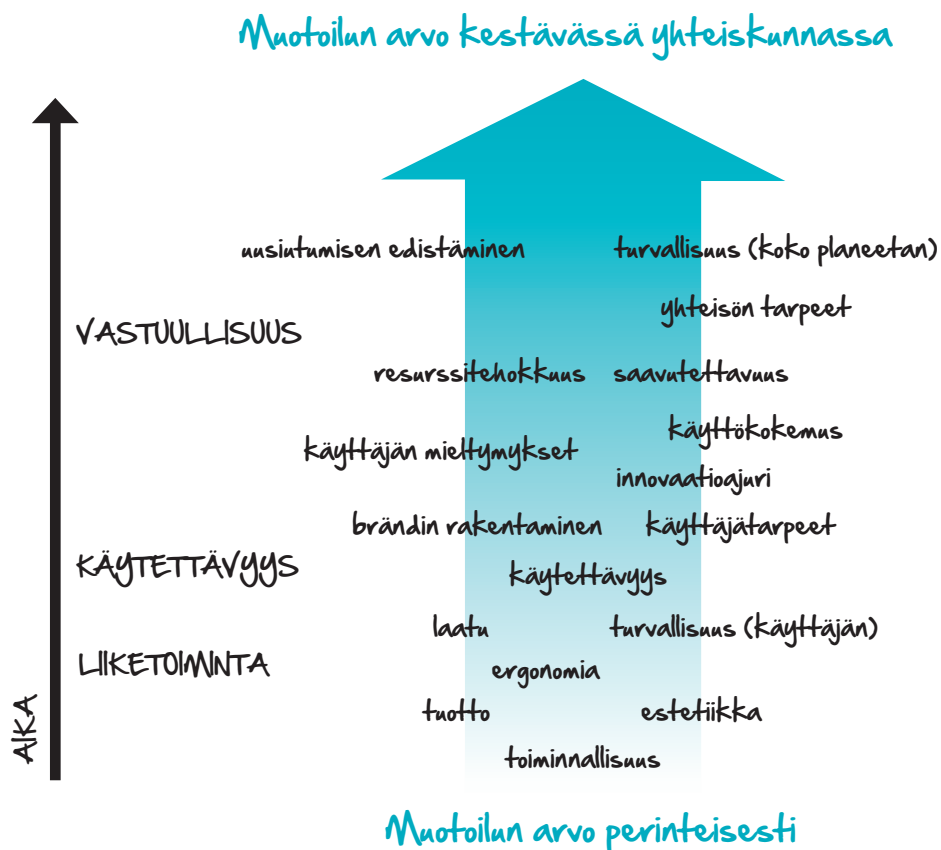 Muotoilun arvo kestävässä yhteiskunnassa
uusiutumisen edistäminen
turvallisuus (koko planeetan)
yhteisön tarpeet
VASTUULLISUUS
resurssitehokkuus
saavutettavuus
käyttökokemus
käyttäjän mieltymykset
innovaatioajuri
brändin rakentaminen
käyttäjätarpeet
KÄYTETTÄVYYS
käytettävyys
laatu
turvallisuus (käyttäjän)
LIIKETOIMINTA
ergonomia
tuotto
estetiikka
AIKA
toiminnallisuus
Muotoilun arvo perinteisesti